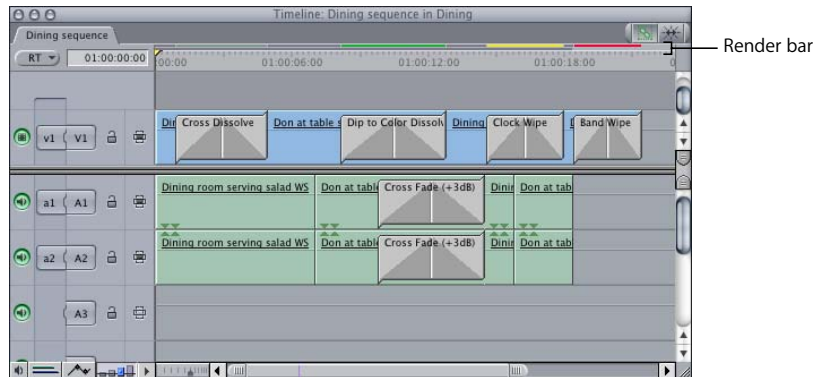 Timeline: Dining sequence in Dining
Dining sequence
Render bar
RT
01:00:00:00
:00:00
01:00:06:00
01:00:12:00
01:00:18:00
0
v1
V1
Dir
Cross Dissolve
Don at table s
Dip to Color Dissolv
Dining
Clock Wipe
Band Wipe
a1
A1
Dining room serving salad WS
Don at table
Cross Fade (+3dB)
Dinin
Don at tab
a2
A2
Dining room serving salad WS
Don at table
Cross Fade (+3dB)
Dinin
Don at tab
A3